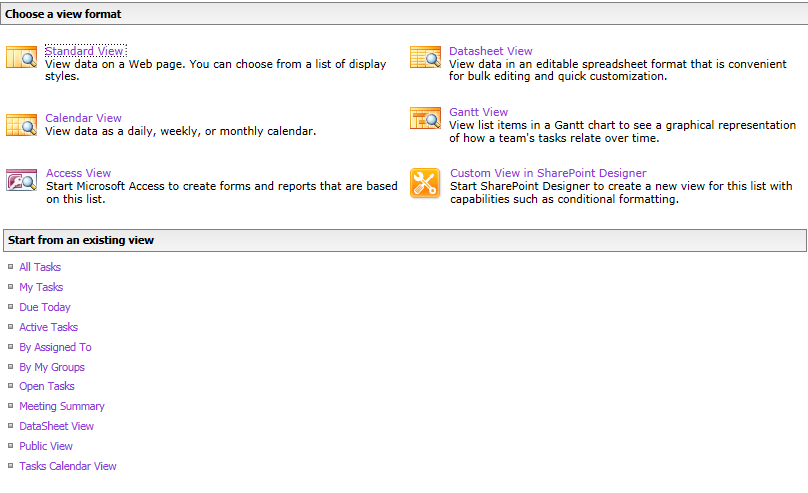 Choose a view format
Standard View
View data on a Web page. You can choose from a list of display
styles.
Datasheet View
View data in an editable spreadsheet format that is convenient
for bulk editing and quick customization.
Calendar View
View data as a daily, weekly, or monthly calendar.
Gantt View
View list items in a Gantt chart to see a graphical representation
of how a team's tasks relate over time.
Access View
Start Microsoft Access to create forms and reports that are based
on this list.
Custom View in SharePoint Designer
Start SharePoint Designer to create a new view for this list with
capabilities such as conditional formatting.
Start from an existing view
All Tasks
My Tasks
Due Today
Active Tasks
By Assigned To
By My Groups
Open Tasks
Meeting Summary
DataSheet View
Public View
Tasks Calendar View